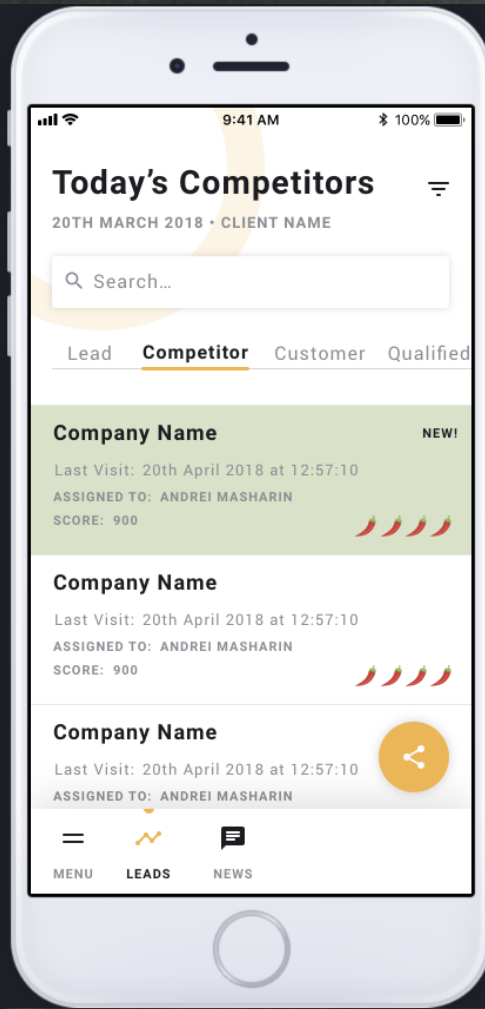 9:41 AM
100%
Today's Competitors
20TH MARCH 2018 • CLIENT NAME
Search…
Lead Competitor Customer Qualified
Company Name NEW!
Last Visit: 20th April 2018 at 12:57:10
ASSIGNED TO: ANDREI MASHARIN
SCORE: 900
Company Name
Last Visit: 20th April 2018 at 12:57:10
ASSIGNED TO: ANDREI MASHARIN
SCORE: 900
Company Name
Last Visit: 20th April 2018 at 12:57:10
ASSIGNED TO: ANDREI MASHARIN
MENU LEADS NEWS